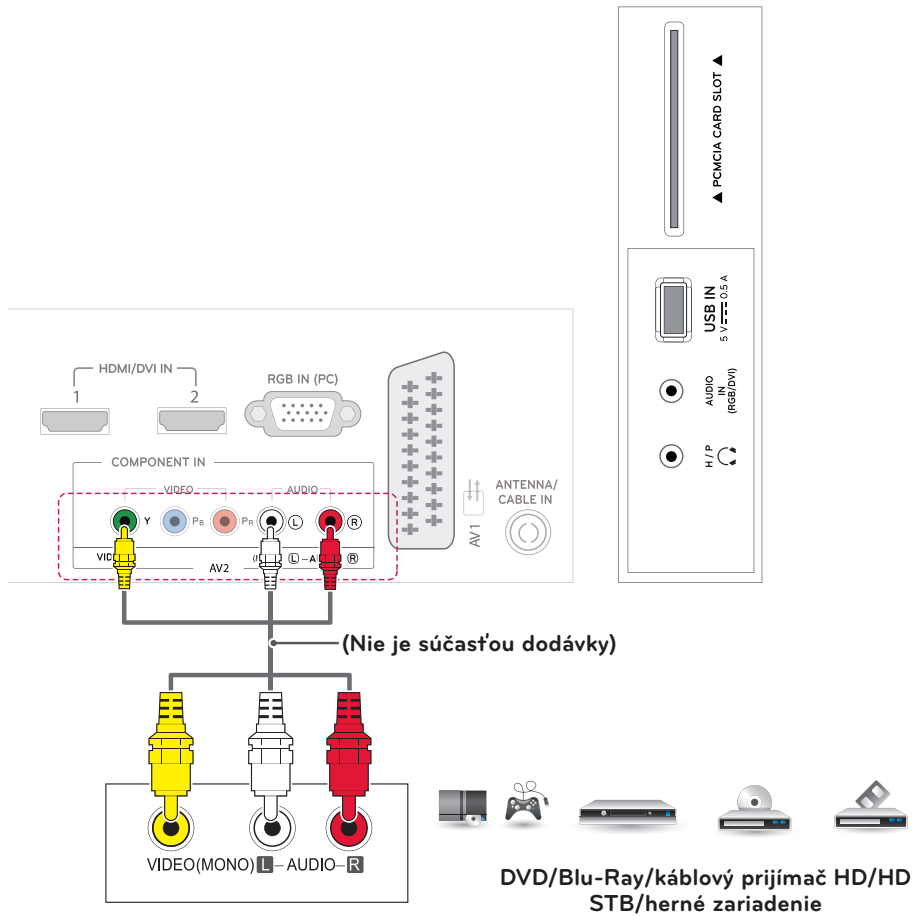 ▲ PCMCIA CARD SLOT ▲
USB IN
5 V 0.5 A
AUDIO
IN
(RGB/DVI)
H / P
HDMI/DVI IN
1
2
RGB IN (PC)
COMPONENT IN
VIDEO
AUDIO
Y
PB
PR
L
R
AV2
L
R
AV1
ANTENNA/
CABLE IN
(Nie je súčasťou dodávky)
VIDEO(MONO) L – AUDIO – R
DVD/Blu-Ray/káblový prijímač HD/HD
STB/herné zariadenie